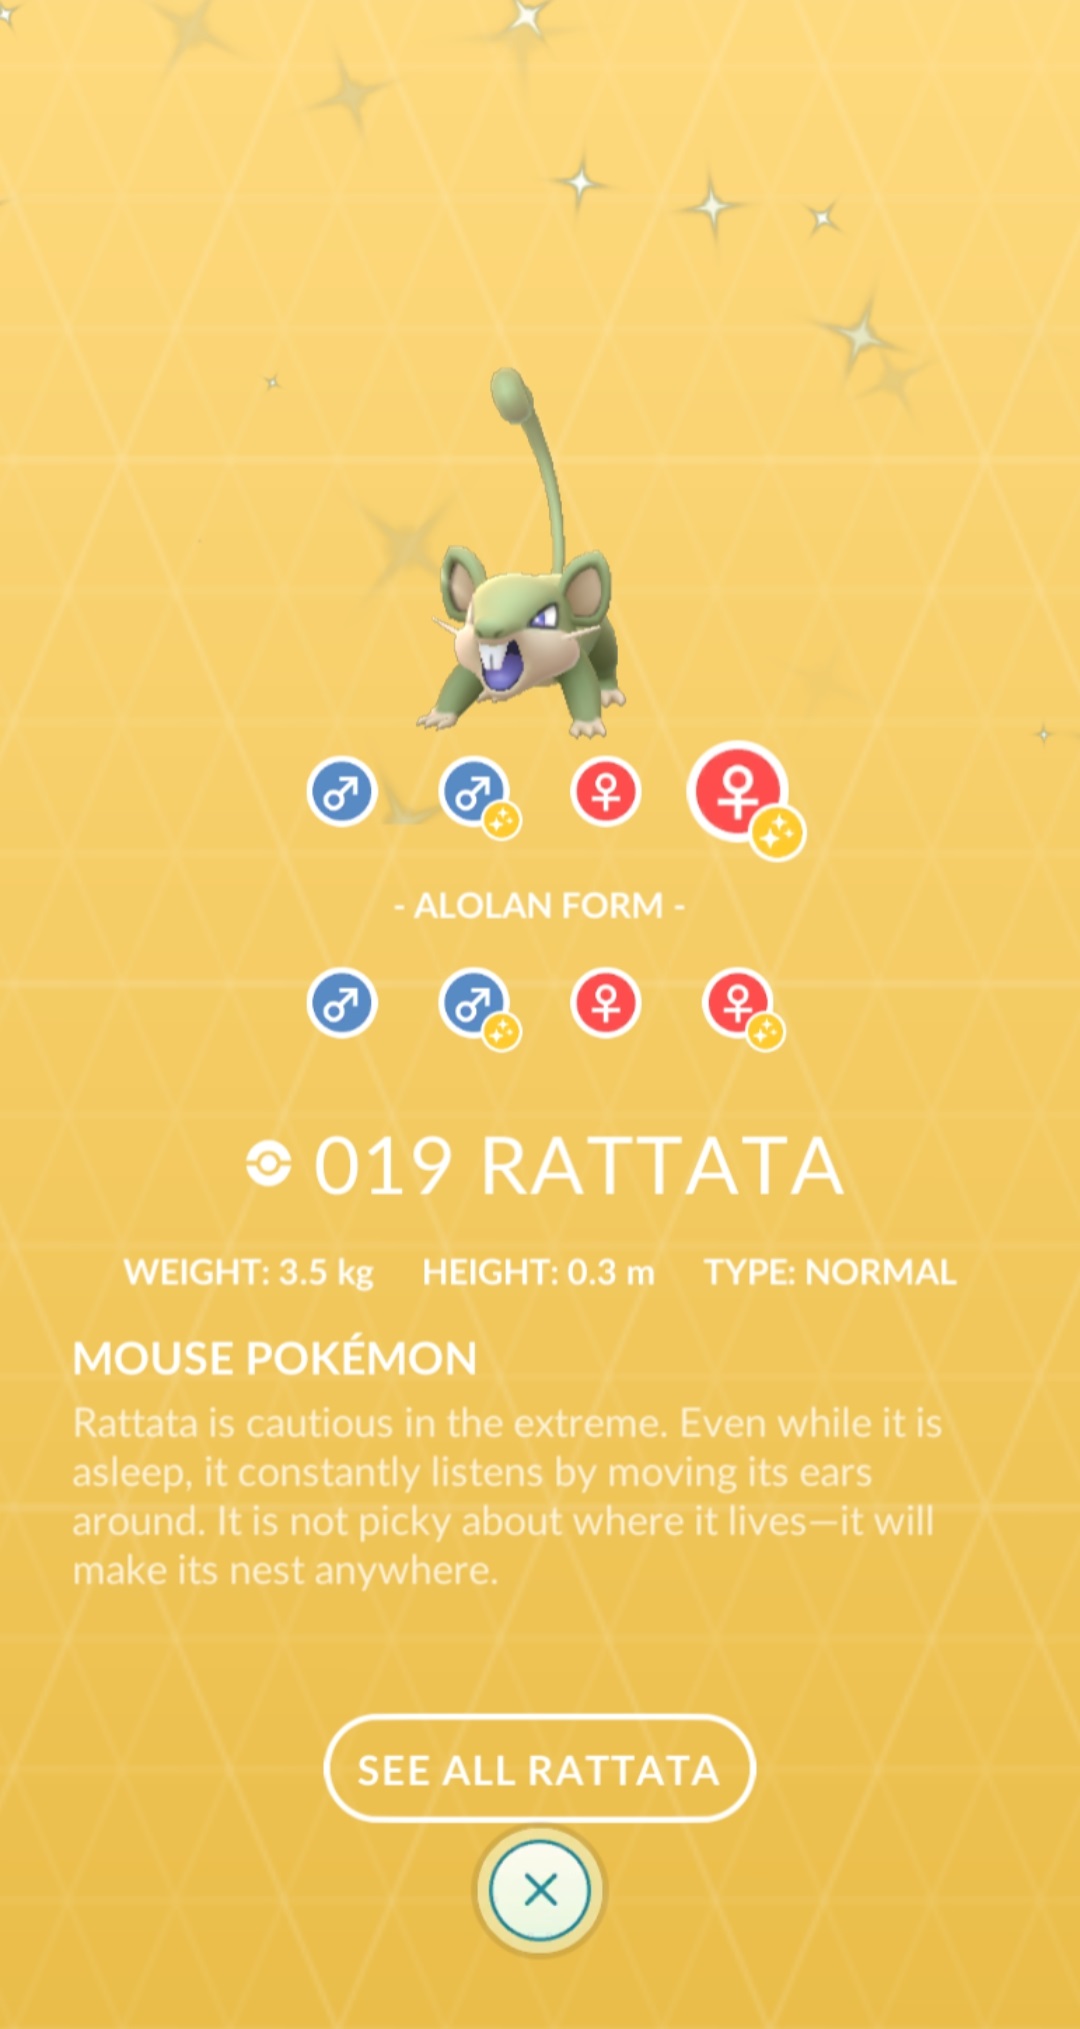 - ALOLAN FORM -
019 RATTATA
WEIGHT: 3.5 kg HEIGHT: 0.3 m TYPE: NORMAL
MOUSE POKÉMON
Rattata is cautious in the extreme. Even while it is
asleep, it constantly listens by moving its ears
around. It is not picky about where it lives—it will
make its nest anywhere.
SEE ALL RATTATA